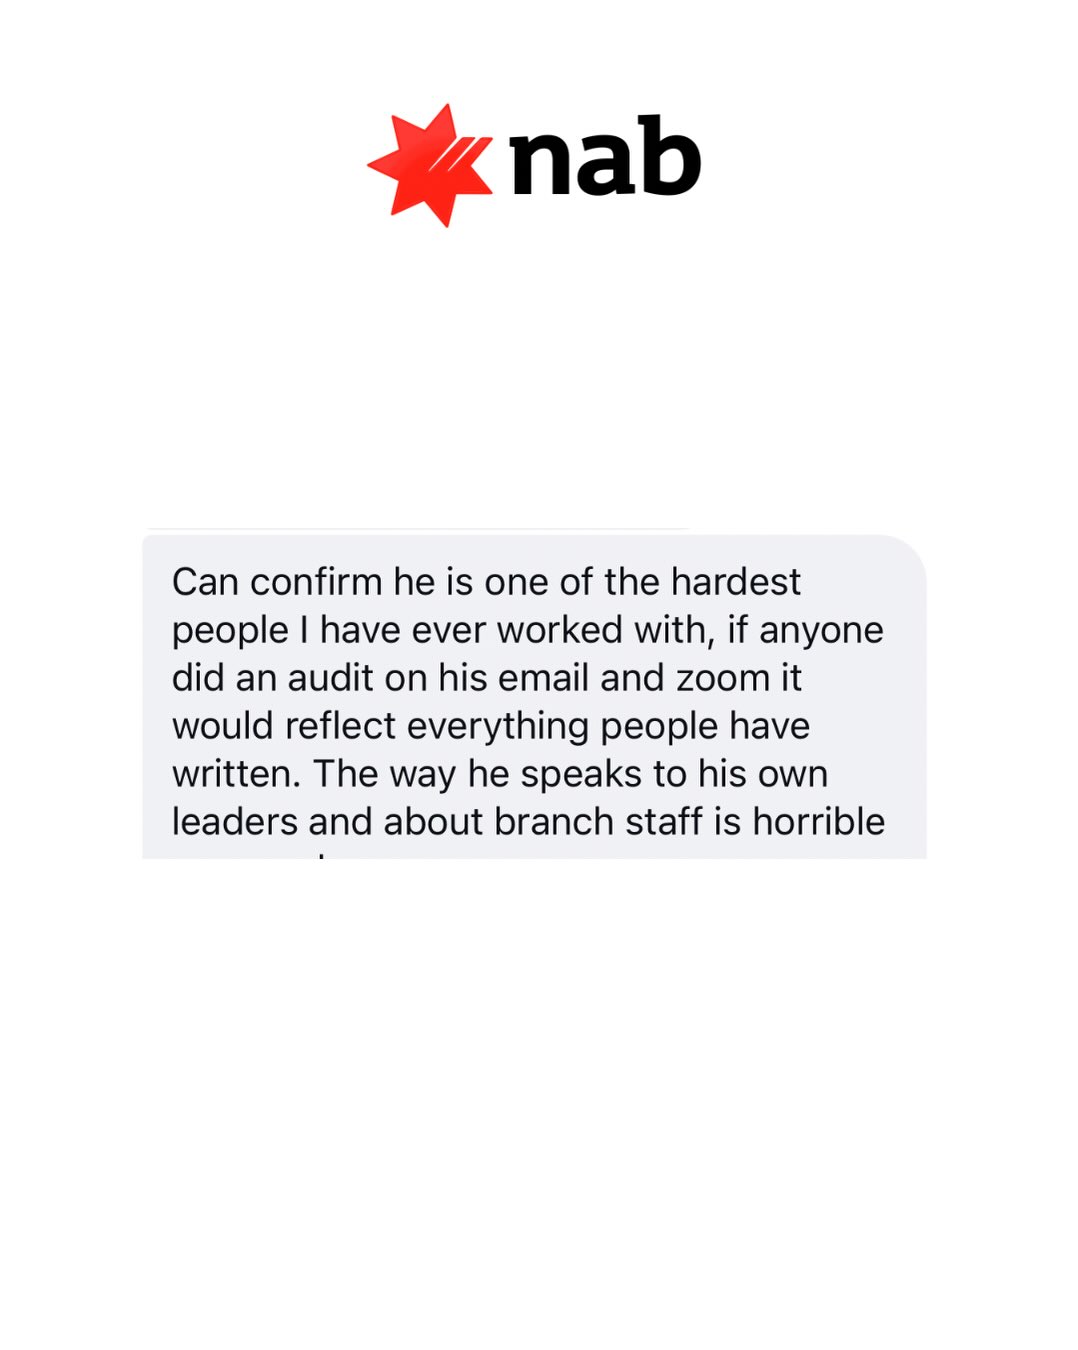 nab
Can confirm he is one of the hardest
people I have ever worked with, if anyone
did an audit on his email and zoom it
would reflect everything people have
written. The way he speaks to his own
leaders and about branch staff is horrible